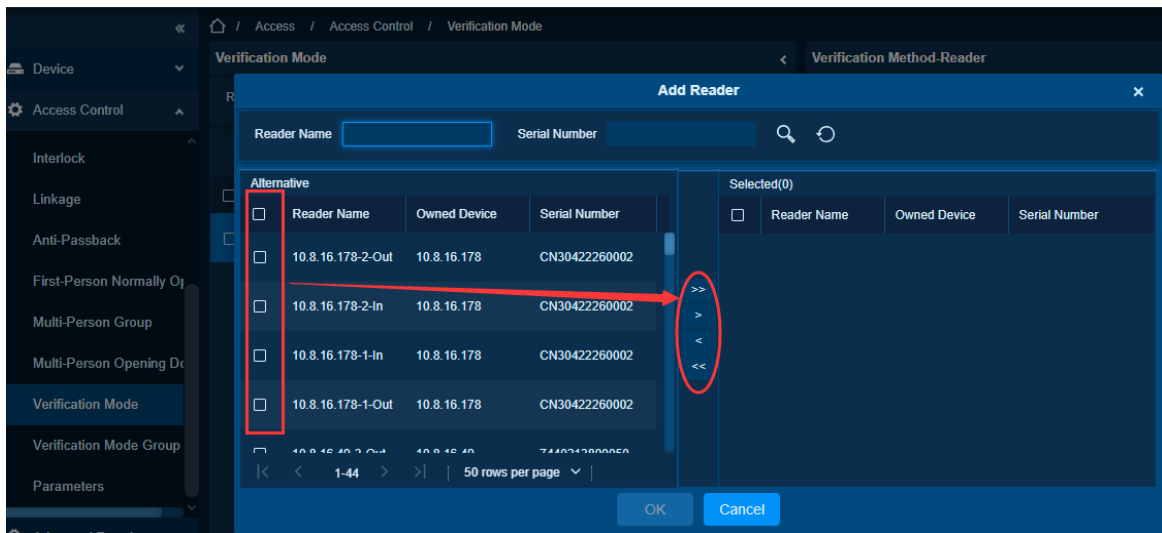 Access / Access Control / Verification Mode
Device
Access Control
Interlock
Linkage
Anti-Passback
First-Person Normally
Multi-Person Group
Multi-Person Opening
Verification Mode
Verification Mode Group
Parameters
Verification Mode
Verification Method-Reader
Add Reader
Reader Name
Serial Number
Alternative
Reader Name Owned Device Serial Number
10.8.16.178-2-Out 10.8.16.178 CN30422260002
10.8.16.178-2-In 10.8.16.178 CN30422260002
10.8.16.178-1-In 10.8.16.178 CN30422260002
10.8.16.178-1-Out 10.8.16.178 CN30422260002
|< < 1-44 > >| 50 rows per page
>>
>
<
<<
Selected(0)
Reader Name Owned Device Serial Number
OK Cancel